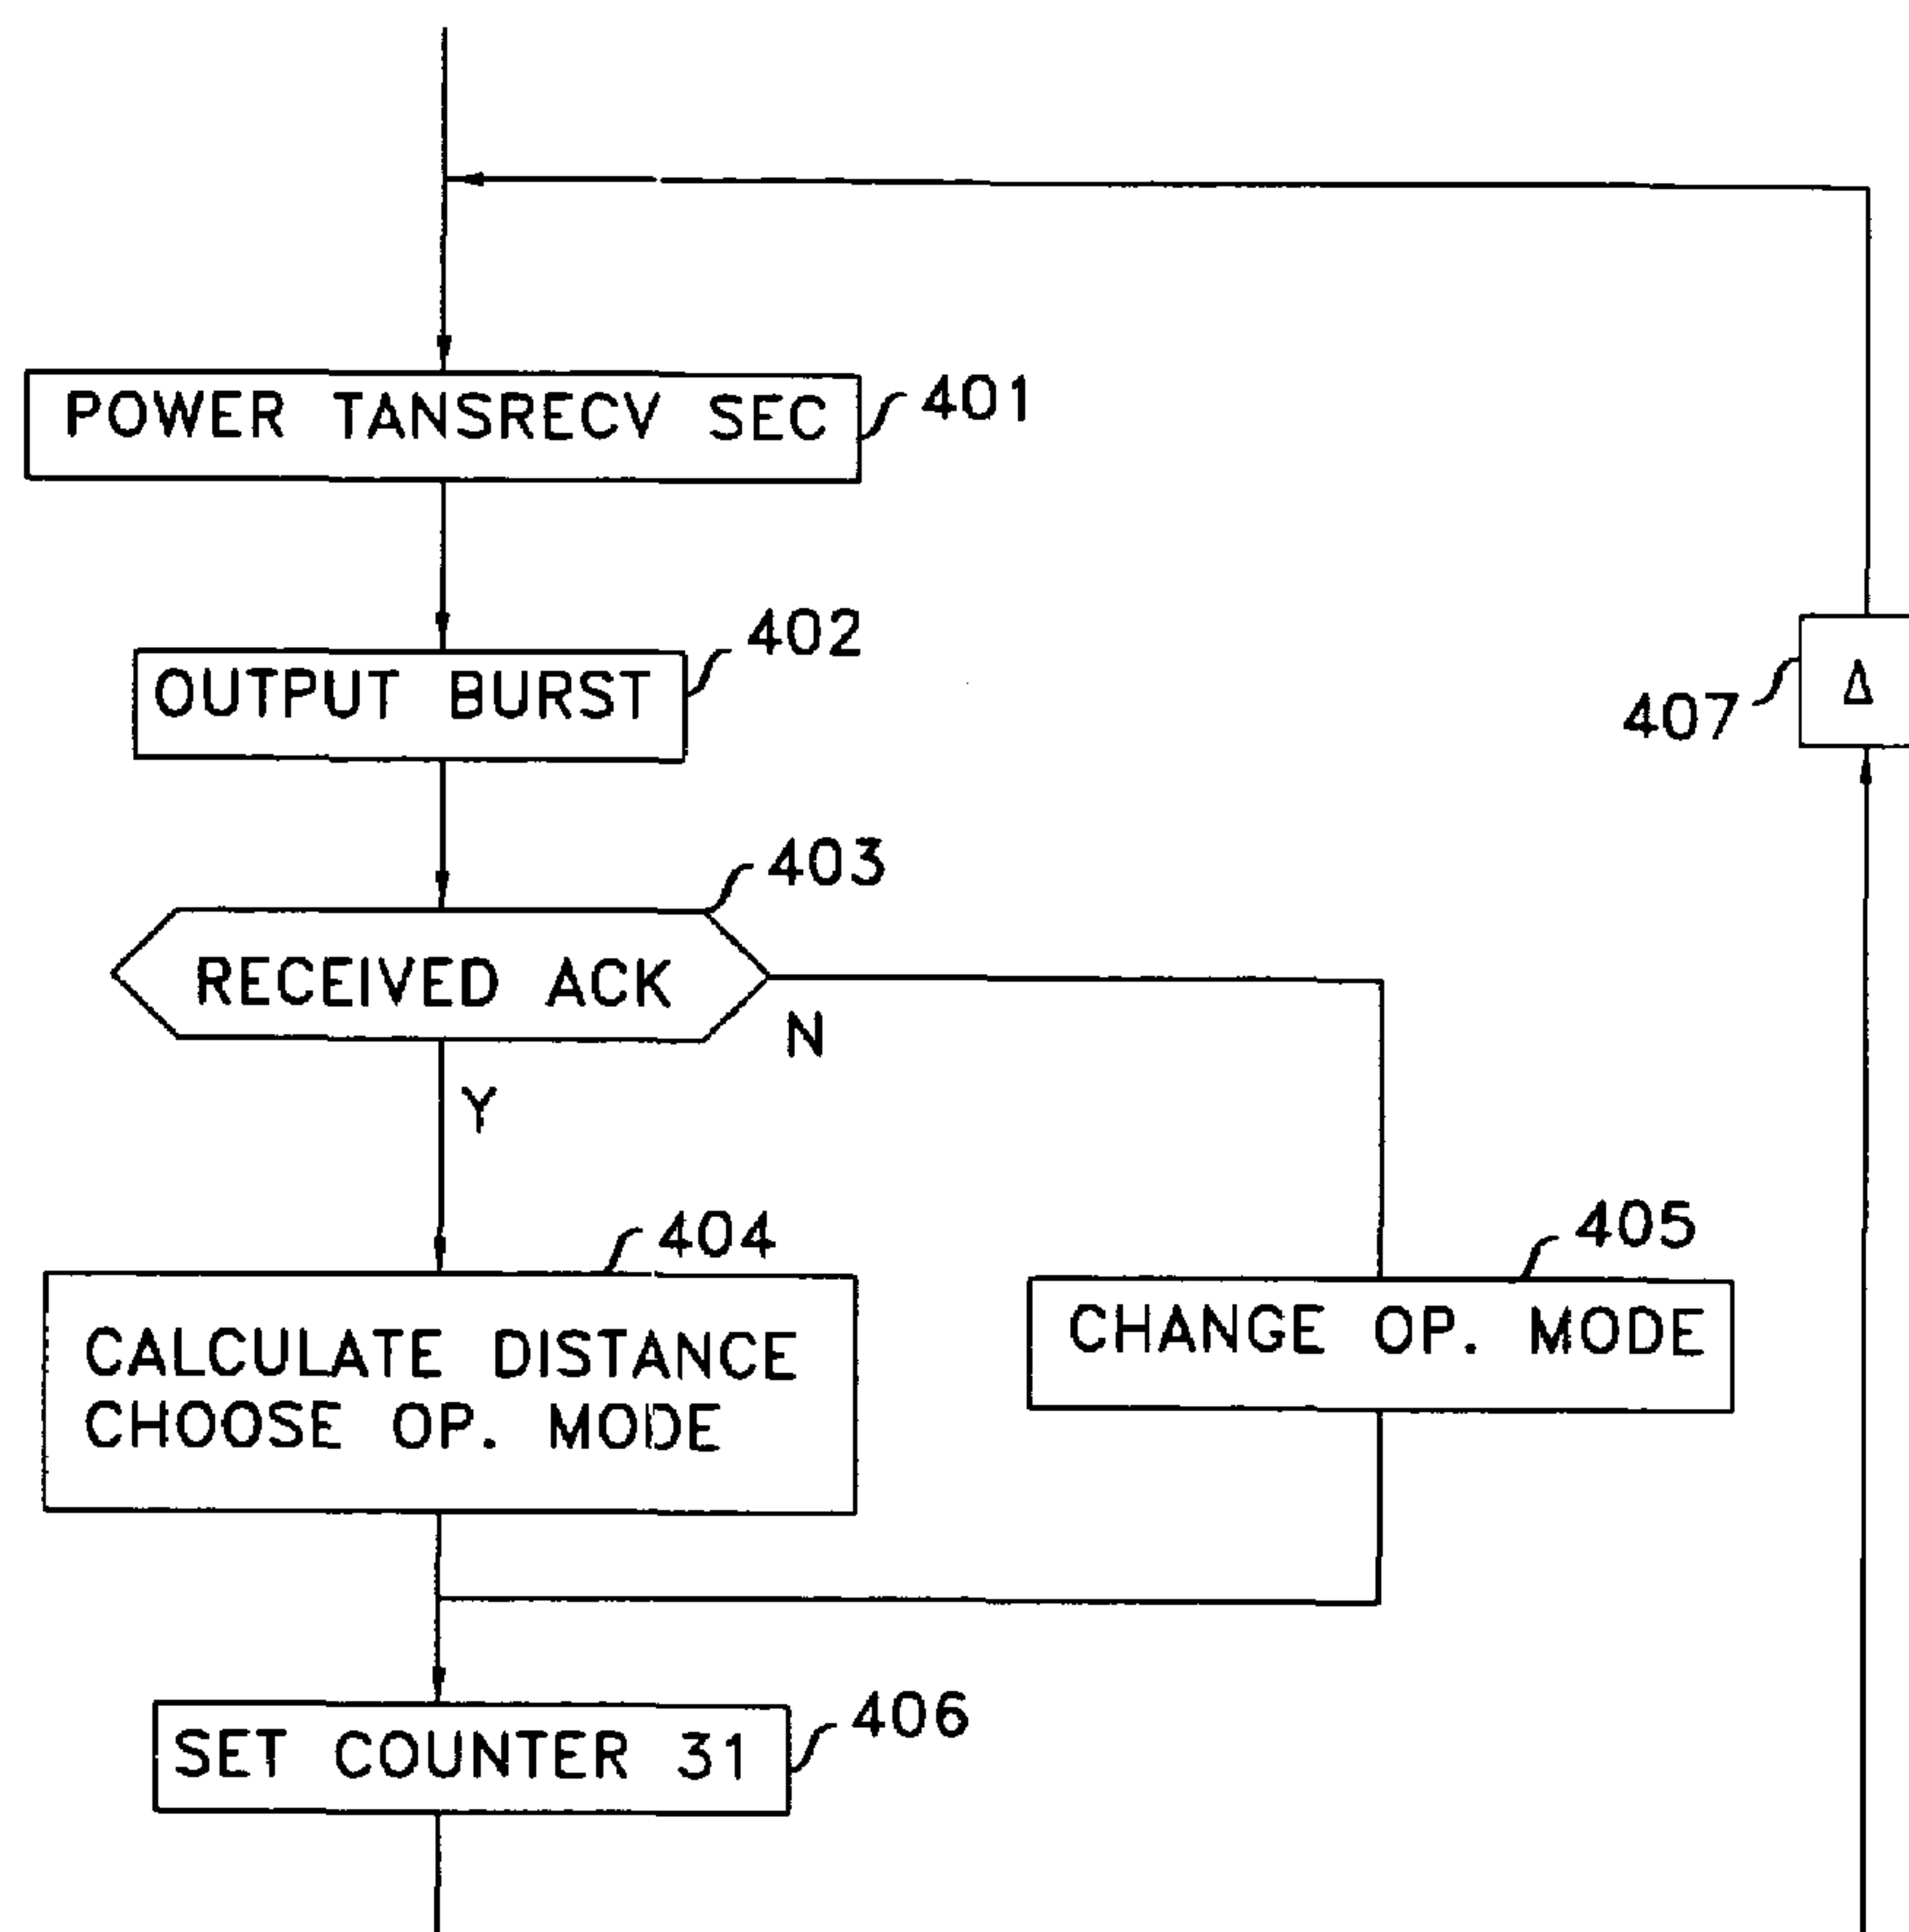 POWER TANSRECV SEC
401
OUTPUT BURST
402
407
Δ
403
RECEIVED ACK
N
Y
404
405
CALCULATE DISTANCE
CHOOSE OP. MODE
CHANGE OP. MODE
406
SET COUNTER 31